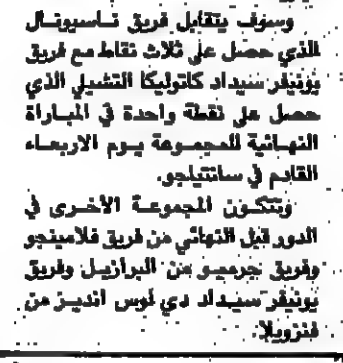 وسوف يتقابل فريق ناسيونال
الذي حصل على ثلاث نقاط مع فريق
يونيفر سيداد كاتوليكا التشيلي الذي
حصل على نقطة واحدة في المباراة
النهائية للمجموعة يوم الاربعاء
القادم في سانتيلجو.
وتتكون المجموعة الأخرى في
الدور قبل النهائي من فريق فلامينجو
وفريق جرميو من البرازيل وفريق
يونيفر سيداد دي لوس انديز من
فنزويلا.